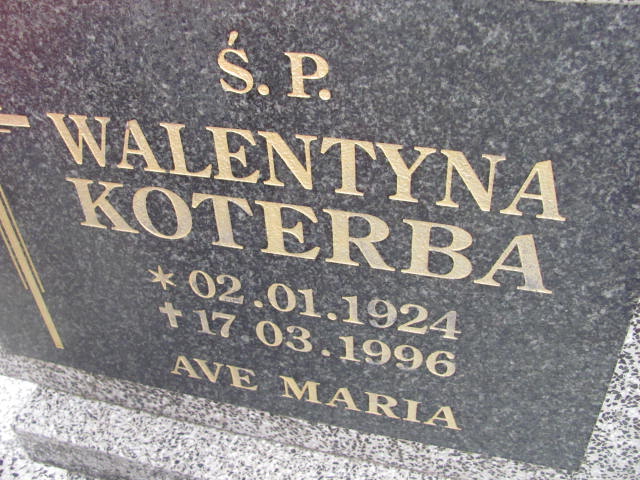 Ś. P.
WALENTYNA
KOTERBA
* 02.01.1924
✝ 17 03.1996
AVE MARIA